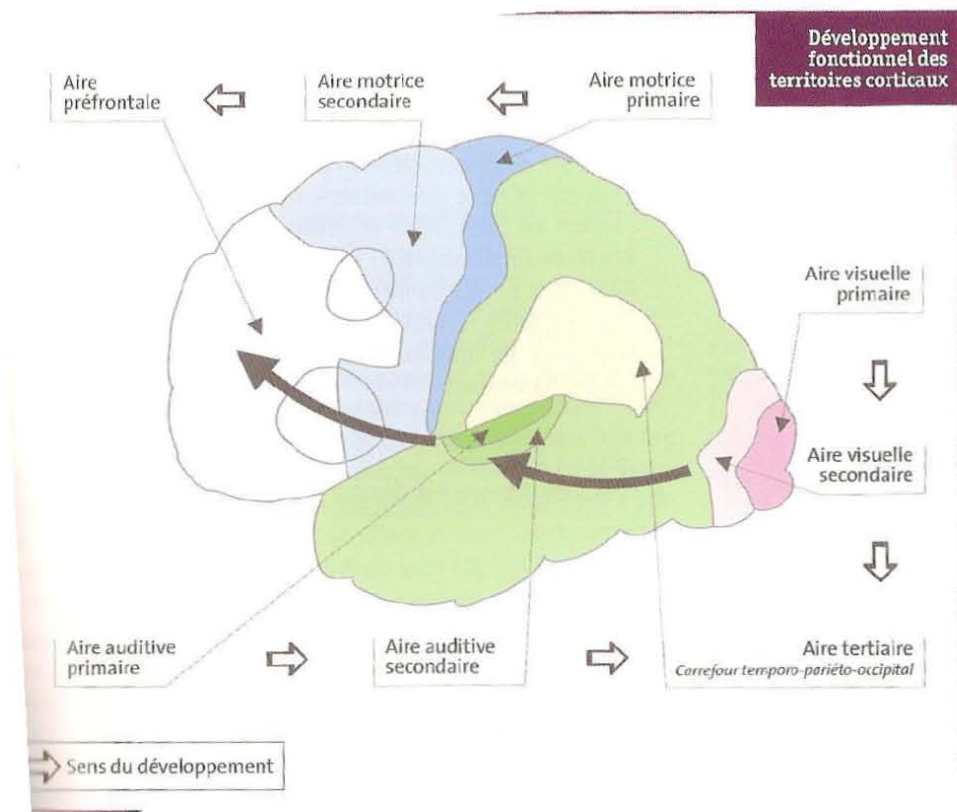 Développement
fonctionnel des
territoires corticaux
Aire
préfrontale
Aire motrice
secondaire
Aire motrice
primaire
Aire visuelle
primaire
Aire visuelle
secondaire
Aire auditive
primaire
Aire auditive
secondaire
Aire tertiaire
Carrefour temporo-pariéto-occipital
Sens du développement